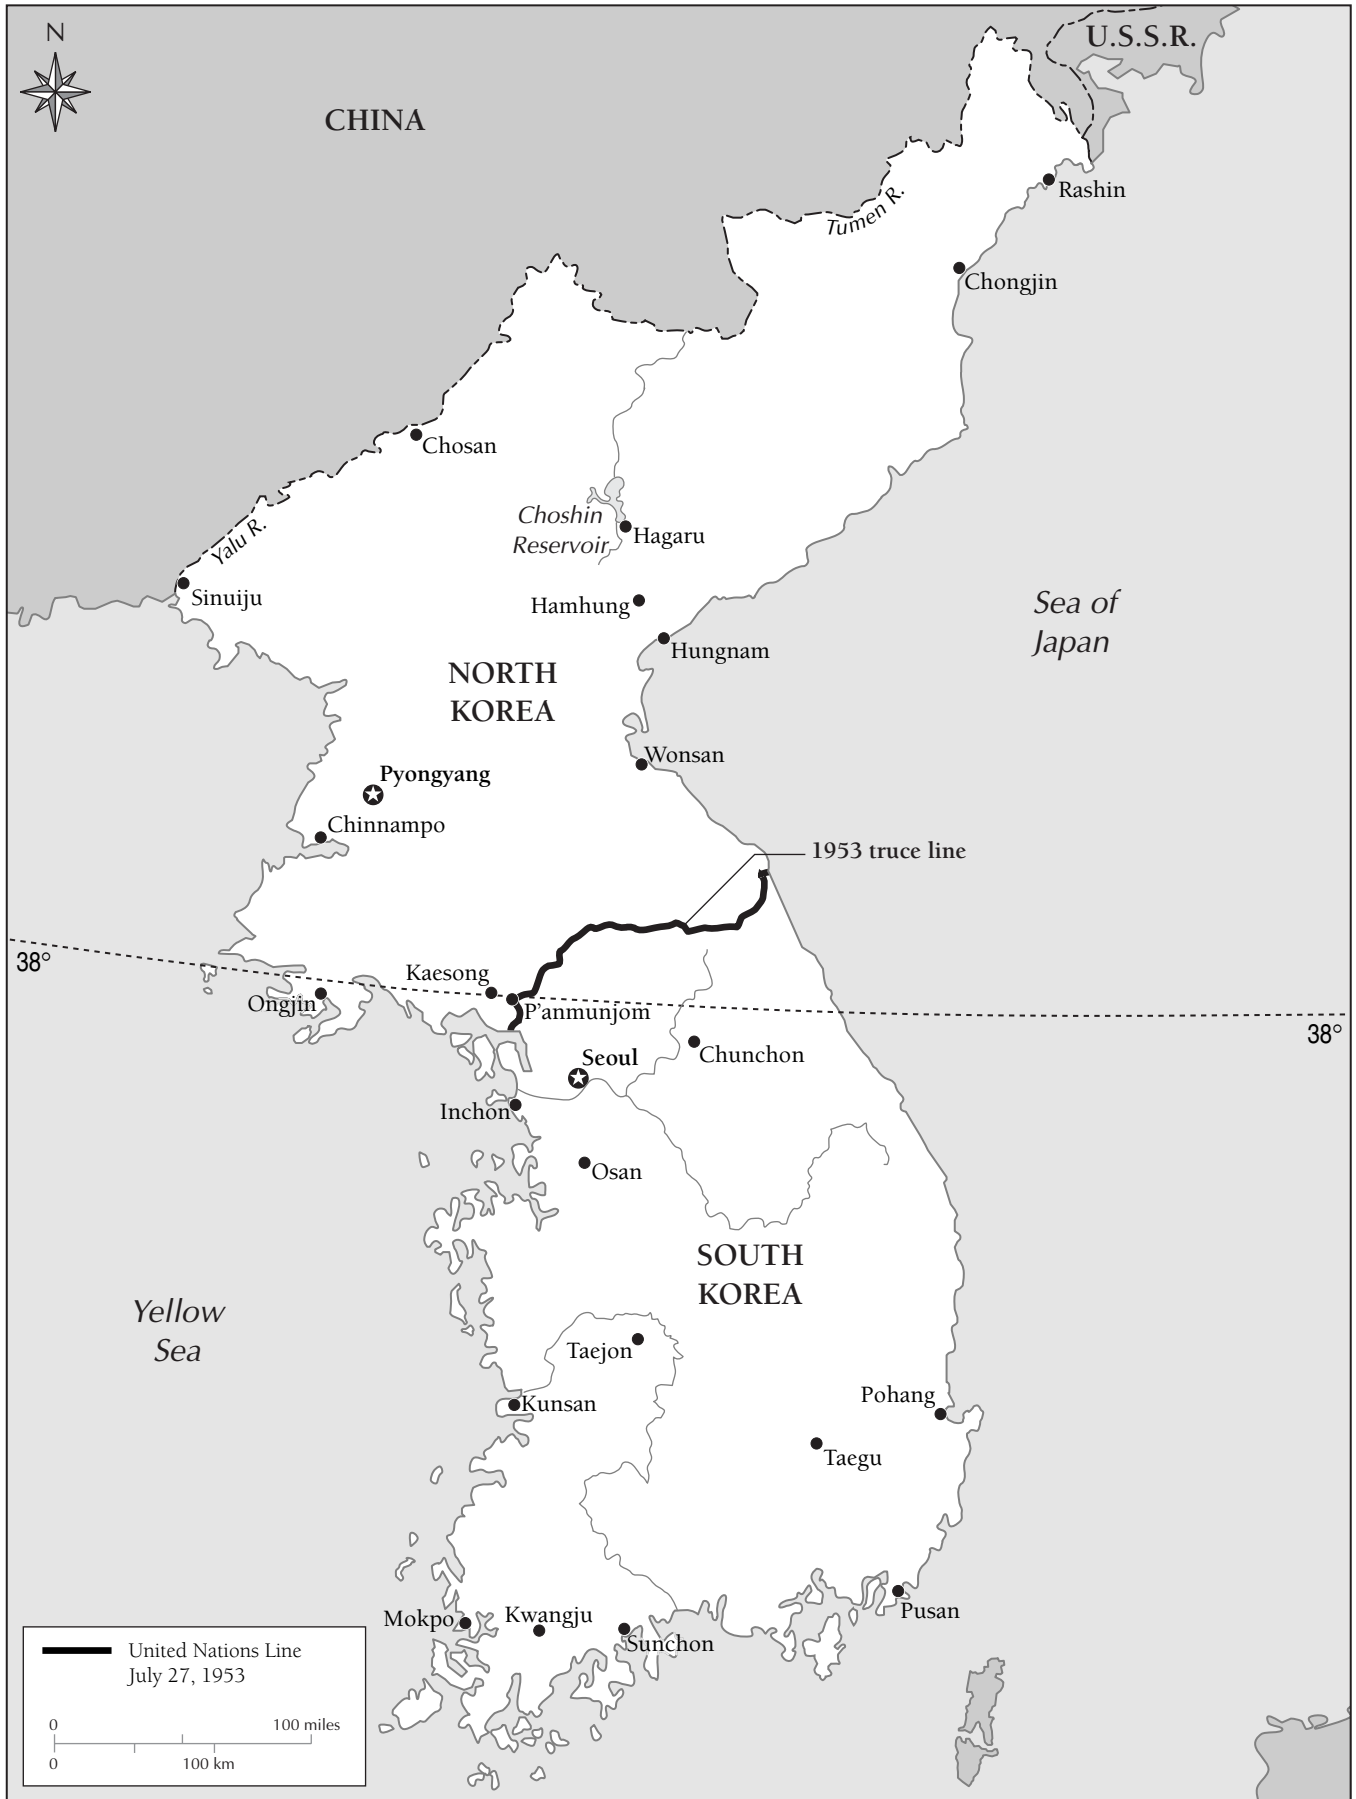 N
U.S.S.R.
CHINA
Rashin
Tumen R.
Chongjin
Chosan
Choshin
Reservoir
Hagaru
Yalu R.
Sinuiju
Hamhung
Sea of
Japan
Hungnam
NORTH
KOREA
Wonsan
Pyongyang
Chinnampo
1953 truce line
38°
Kaesong
Ongjin
P'anmunjom
38°
Seoul
Chunchon
Inchon
Osan
SOUTH
KOREA
Yellow
Sea
Taejon
Kunsan
Pohang
Taegu
Pusan
Mokpo
Kwangju
Sunchon
United Nations Line
July 27, 1953
0
100 miles
0
100 km